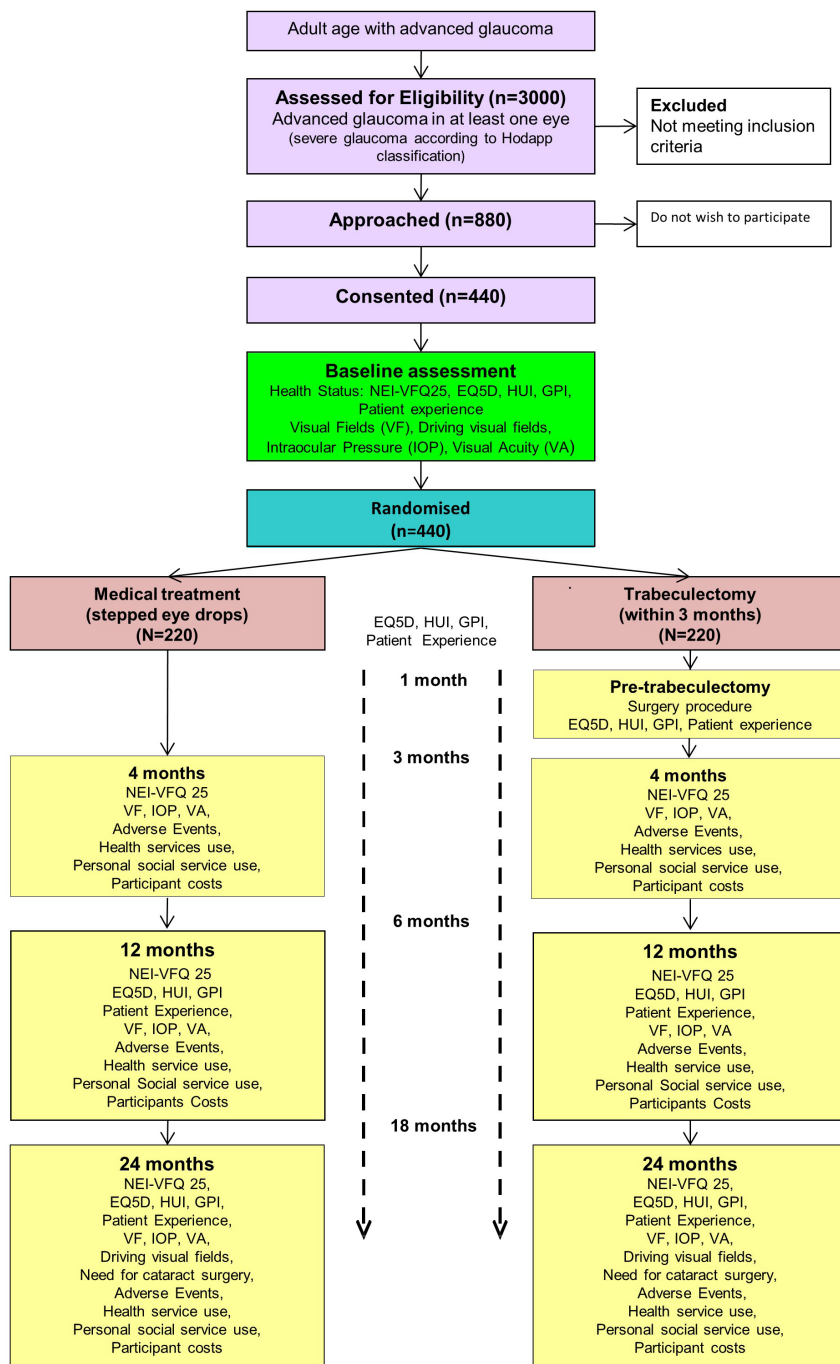 Adult age with advanced glaucoma
Assessed for Eligibility (n=3000)
Advanced glaucoma in at least one eye
(severe glaucoma according to Hodapp
classification)
Excluded
Not meeting inclusion
criteria
Approached (n=880)
Do not wish to participate
Consented (n=440)
Baseline assessment
Health Status: NEI-VFQ25, EQ5D, HUI, GPI,
Patient experience
Visual Fields (VF), Driving visual fields,
Intraocular Pressure (IOP), Visual Acuity (VA)
Randomised
(n=440)
Medical treatment
(stepped eye drops)
(N=220)
EQ5D, HUI, GPI,
Patient Experience
Trabeculectomy
(within 3 months)
(N=220)
1 month
3 months
6 months
18 months
Pre-trabeculectomy
Surgery procedure
EQ5D, HUI, GPI, Patient experience
4 months
NEI-VFQ 25
VF, IOP, VA,
Adverse Events,
Health services use,
Personal social service use,
Participant costs
4 months
NEI-VFQ 25
VF, IOP, VA,
Adverse Events,
Health services use,
Personal social service use,
Participant costs
12 months
NEI-VFQ 25
EQ5D, HUI, GPI
Patient Experience,
VF, IOP, VA,
Adverse Events,
Health service use,
Personal Social service use,
Participants Costs
12 months
NEI-VFQ 25
EQ5D, HUI, GPI
Patient Experience,
VF, IOP, VA
Adverse Events,
Health service use,
Personal Social service use,
Participants Costs
24 months
NEI-VFQ 25,
EQ5D, HUI, GPI,
Patient Experience,
VF, IOP, VA,
Driving visual fields,
Need for cataract surgery,
Adverse Events,
Health service use,
Personal social service use,
Participant costs
24 months
NEI-VFQ 25,
EQ5D, HUI, GPI,
Patient Experience,
VF, IOP, VA,
Driving visual fields,
Need for cataract surgery,
Adverse Events,
Health service use,
Personal social service use,
Participant costs